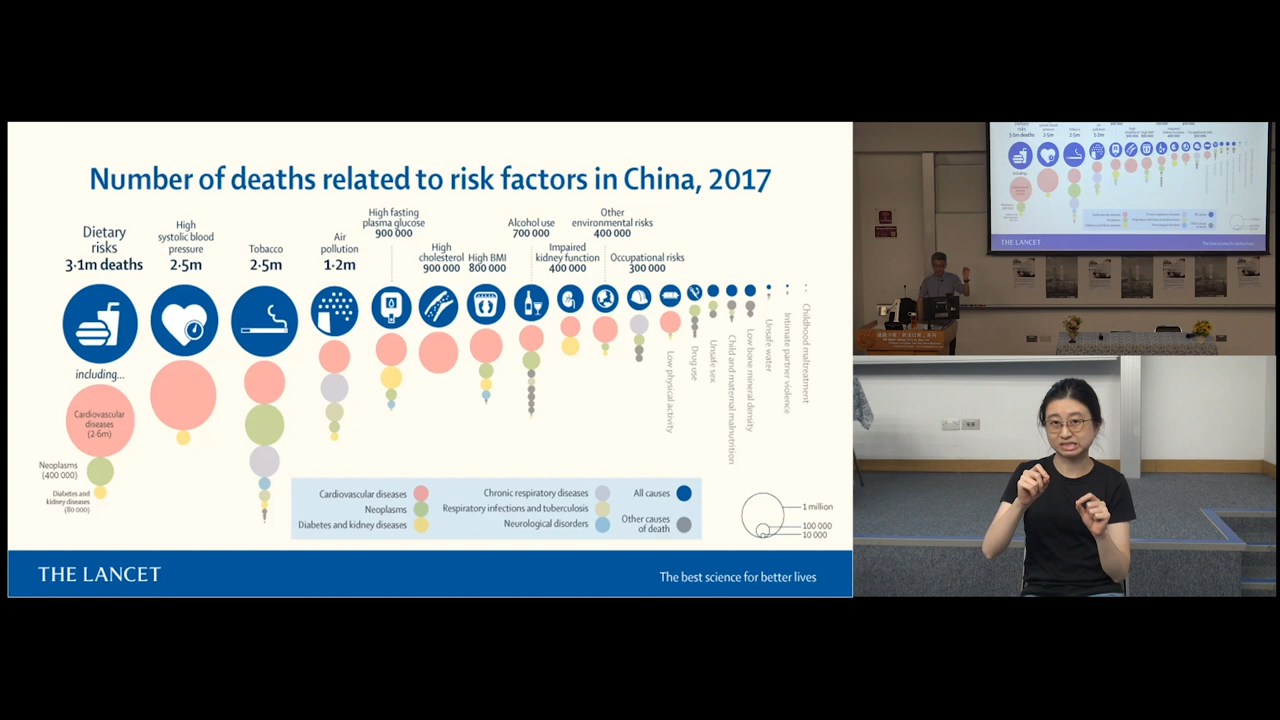 Number of deaths related to risk factors in China, 2017
Dietary
risks
3·1m deaths
High
systolic blood
pressure
2·5m
Tobacco
2·5m
Air
pollution
1·2m
High fasting
plasma glucose
900 000
High
cholesterol
900 000
High BMI
800 000
Alcohol use
700 000
Impaired
kidney function
400 000
Other
environmental risks
400 000
Occupational risks
300 000
Low physical activity
Drug use
Unsafe sex
Child and maternal malnutrition
Low bone mineral density
Unsafe water
Intimate partner violence
Childhood maltreatment
including...
Cardiovascular
diseases
(2·6m)
Neoplasms
(400 000)
Diabetes and
kidney diseases
(80 000)
Cardiovascular diseases
Neoplasms
Diabetes and kidney diseases
Chronic respiratory diseases
Respiratory infections and tuberculosis
Neurological disorders
All causes
Other causes
of death
1 million
100 000
10 000
THE LANCET
The best science for better lives
THE LANCET